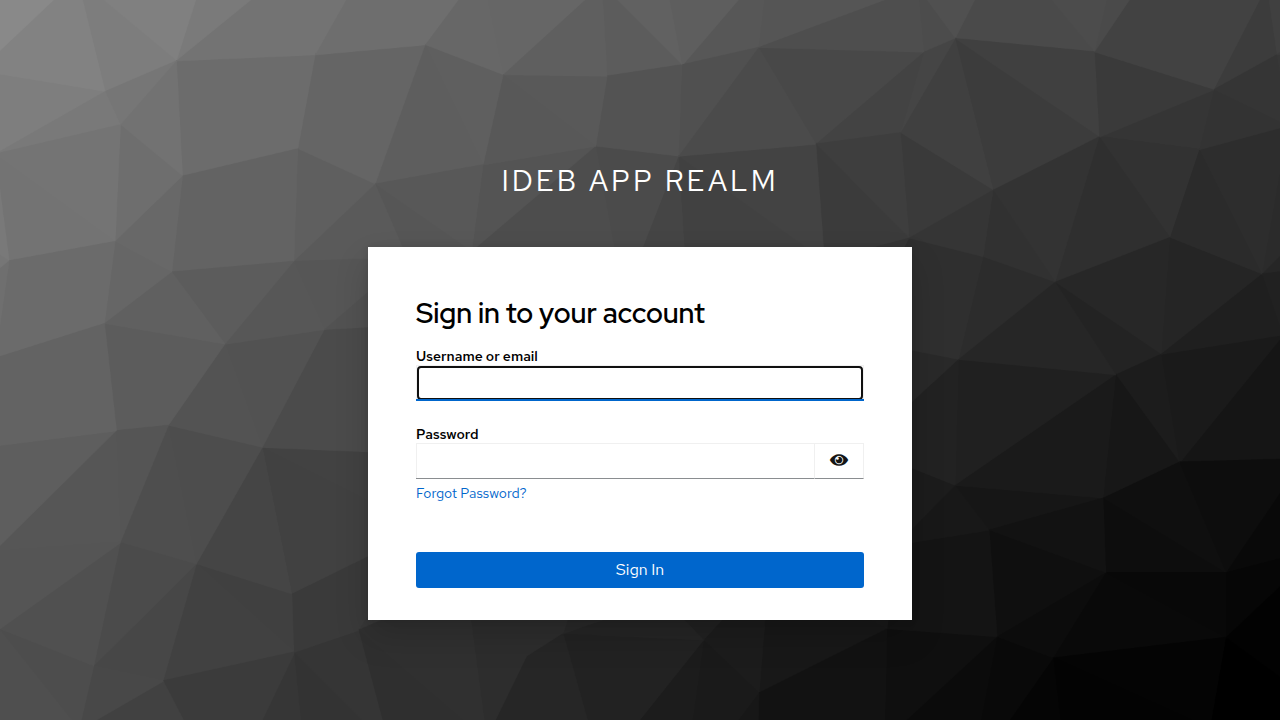 IDEB APP REALM
Sign in to your account
Username or email
Password
Forgot Password?
Sign In